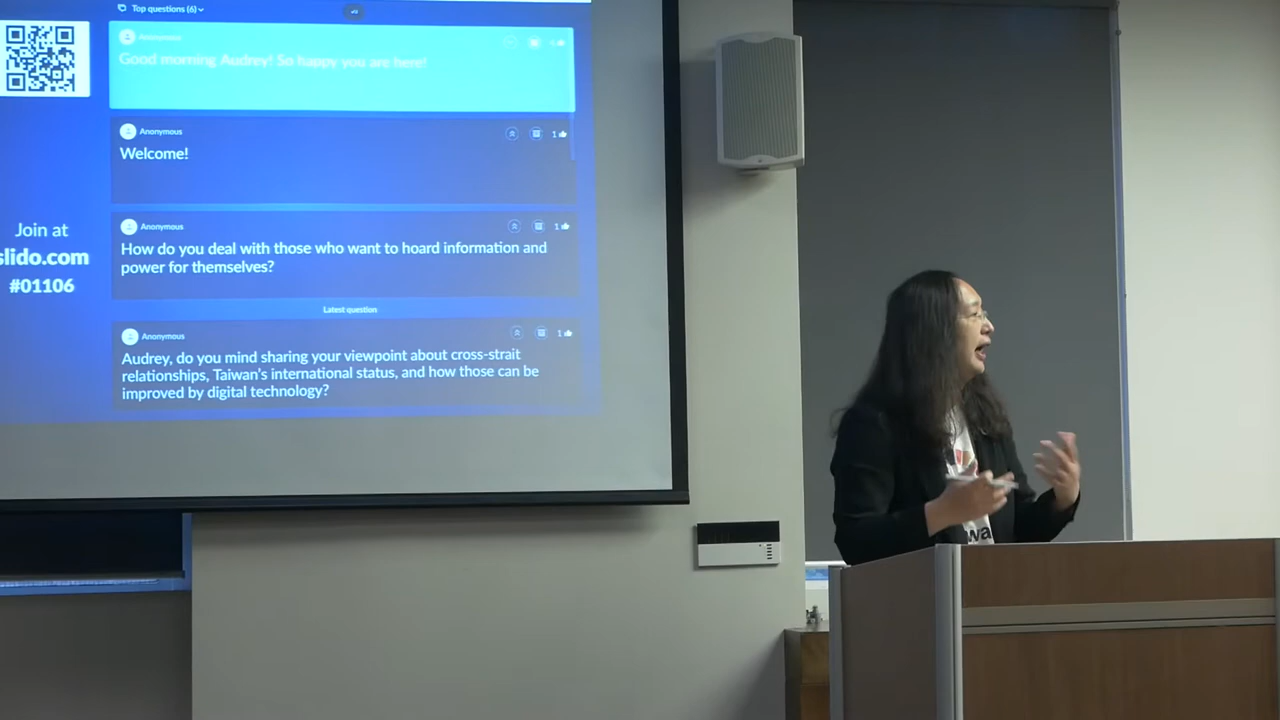 Top questions (6)
Anonymous
Good morning Audrey! So happy you are here!
Anonymous
1
Welcome!
Anonymous
1
How do you deal with those who want to hoard information and
power for themselves?
Latest question
Anonymous
1
Audrey, do you mind sharing your viewpoint about cross-strait
relationships, Taiwan's international status, and how those can be
improved by digital technology?
Join at
slido.com
#01106